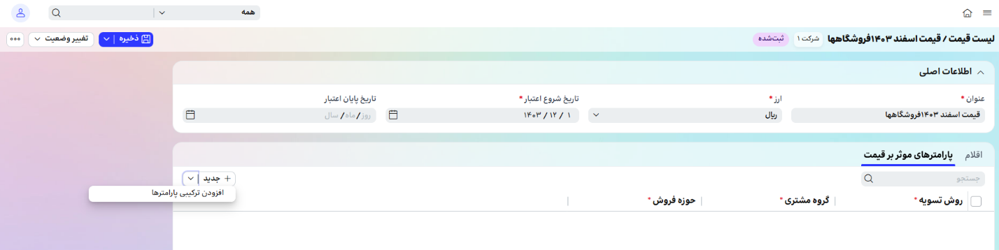 همه
لیست قیمت / قیمت اسفند ۱۴۰۳فروشگاهها شرکت ۱ ثبت‌شده ذخیره تغییر وضعیت
اطلاعات اصلی
عنوان * ارز * تاریخ شروع اعتبار * تاریخ پایان اعتبار
قیمت اسفند ۱۴۰۳فروشگاهها ریال ۱ / ۱۲ / ۱۴۰۳ روز/ماه/سال
اقلام پارامترهای موثر بر قیمت
جستجو + جدید
افزودن ترکیبی پارامترها
روش تسویه * گروه مشتری * حوزه فروش *